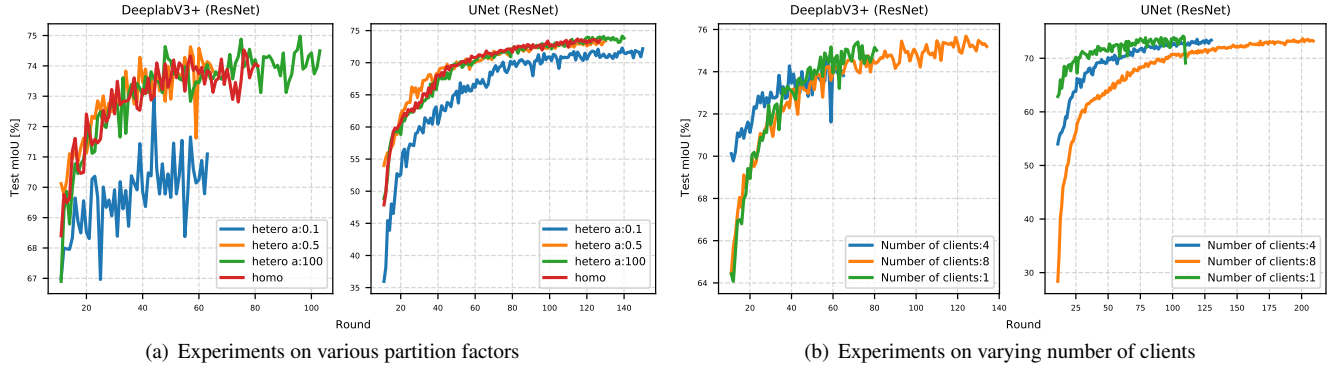 DeeplabV3+ (ResNet)
UNet (ResNet)
DeeplabV3+ (ResNet)
UNet (ResNet)
Test mIoU [%]
75
74
73
72
71
70
69
68
67
20
40
60
80
100
hetero a:0.1
hetero a:0.5
hetero a:100
homo
75
70
65
60
55
50
45
40
35
20
40
60
80
100
120
140
hetero a:0.1
hetero a:0.5
hetero a:100
homo
Round
Test mIoU [%]
76
74
72
70
68
66
64
20
40
60
80
100
120
140
Number of clients:4
Number of clients:8
Number of clients:1
70
60
50
40
30
25
50
75
100
125
150
175
200
Number of clients:4
Number of clients:8
Number of clients:1
Round
(a) Experiments on various partition factors
(b) Experiments on varying number of clients